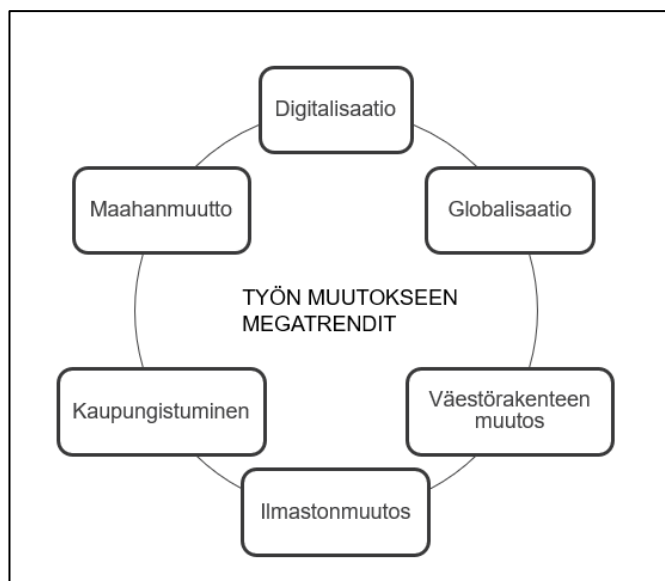 Digitalisaatio
Maahanmuutto
Globalisaatio
TYÖN MUUTOKSEEN
MEGATRENDIT
Kaupungistuminen
Väestörakenteen
muutos
Ilmastonmuutos